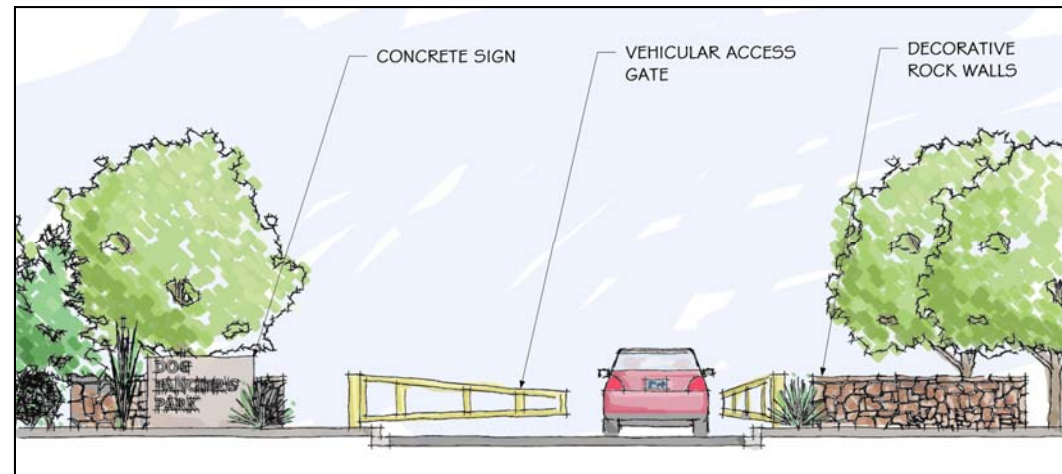 CONCRETE SIGN
VEHICULAR ACCESS
GATE
DECORATIVE
ROCK WALLS
DOG
PARK